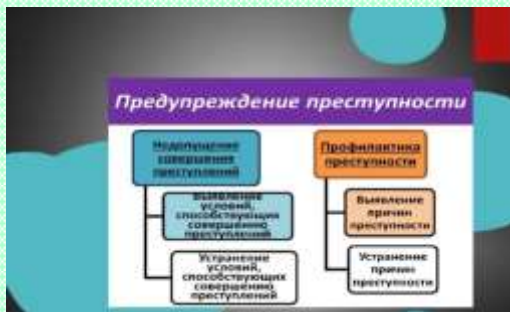 Предупреждение преступности
Недопущение
совершения
преступлений
Выявление
условий,
способствующих
совершению
преступлений
Устранение
условий,
способствующих
совершению
преступлений
Профилактика
преступности
Выявление
причин
преступности
Устранение
причин
преступности